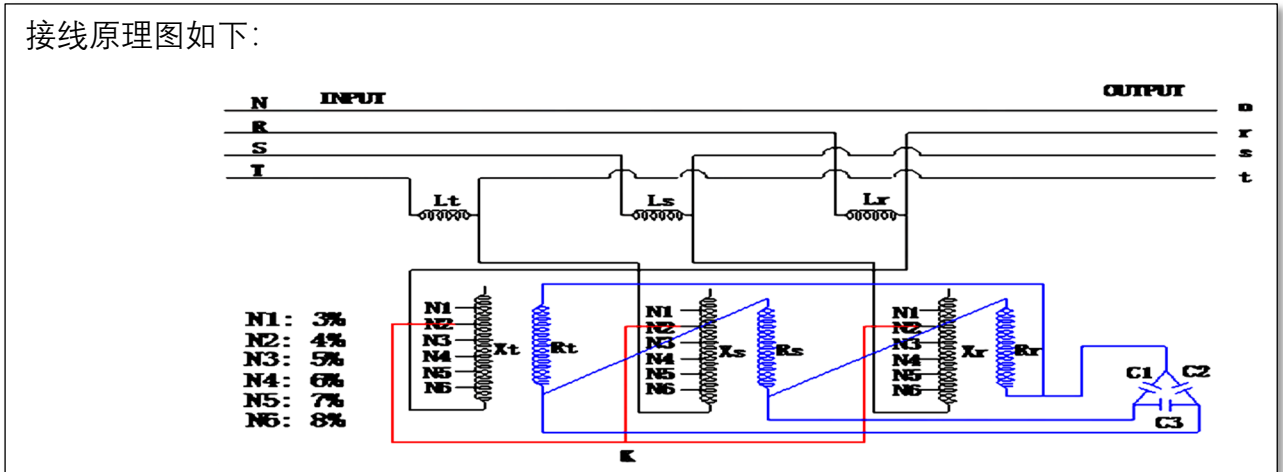 接线原理图如下:
N INPUT OUTPUT n
R r
S s
T t
Lt Ls Lr
N1 N1 N1
N2 N2 N2
N3 N3 N3
N4 N4 N4
N5 N5 N5
N6 N6 N6
Xt Rt Xs Rs Xr Rr
N1: 3%
N2: 4%
N3: 5%
N4: 6%
N5: 7%
N6: 8%
C1 C2
C3
K